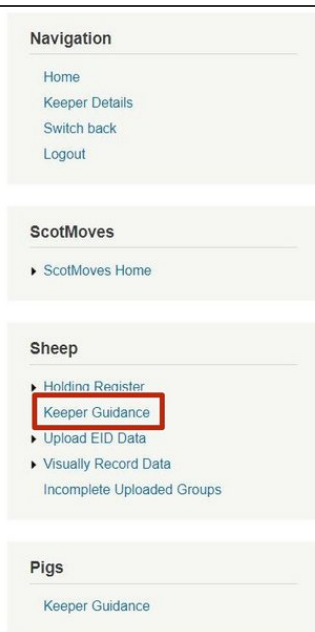 Navigation
Home
Keeper Details
Switch back
Logout
ScotMoves
ScotMoves Home
Sheep
Holding Register
Keeper Guidance
Upload EID Data
Visually Record Data
Incomplete Uploaded Groups
Pigs
Keeper Guidance